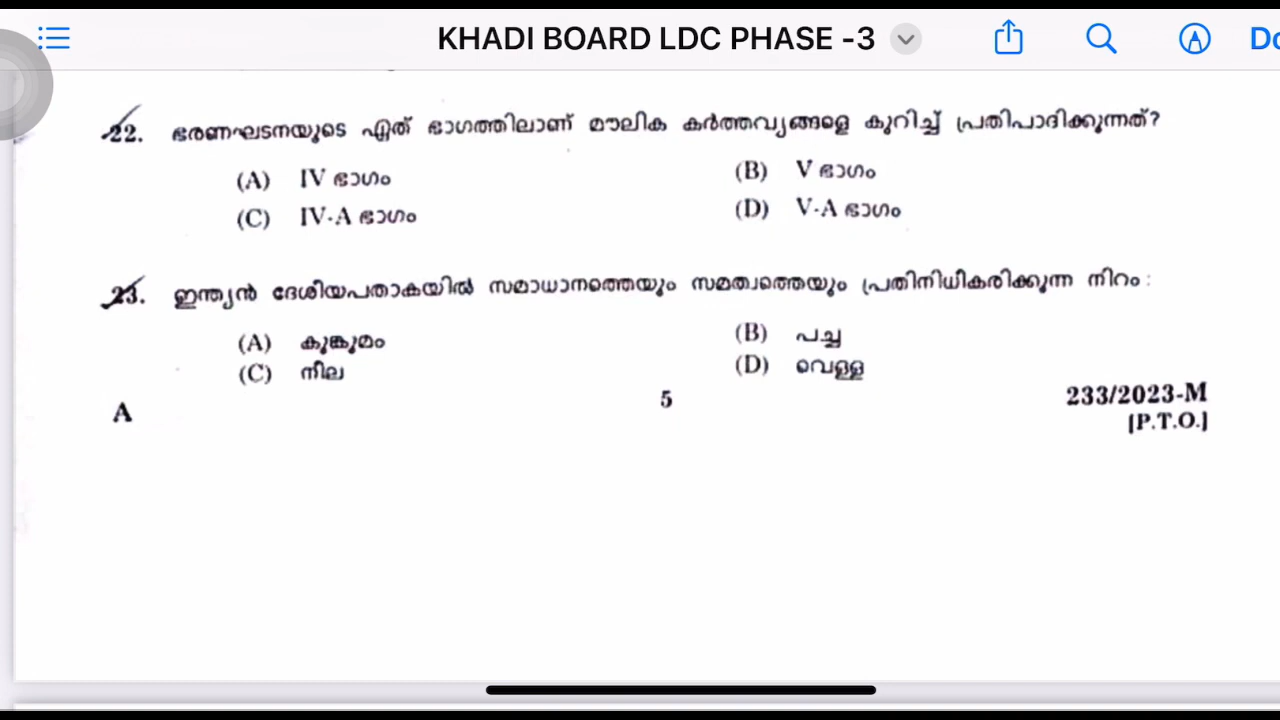 KHADI BOARD LDC PHASE -3
22. ഭരണഘടനയുടെ ഏത് ഭാഗത്തിലാണ് മൗലിക കർത്തവ്യങ്ങളെ കുറിച്ച് പ്രതിപാദിക്കുന്നത്?
(A) IV ഭാഗം (B) V ഭാഗം
(C) IV-A ഭാഗം (D) V-A ഭാഗം
23. ഇന്ത്യൻ ദേശീയപതാകയിൽ സമാധാനത്തെയും സമത്വത്തെയും പ്രതിനിധീകരിക്കുന്ന നിറം :
(A) കുങ്കുമം (B) പച്ച
(C) നീല (D) വെള്ള
A 5 233/2023-M
[P.T.O.]